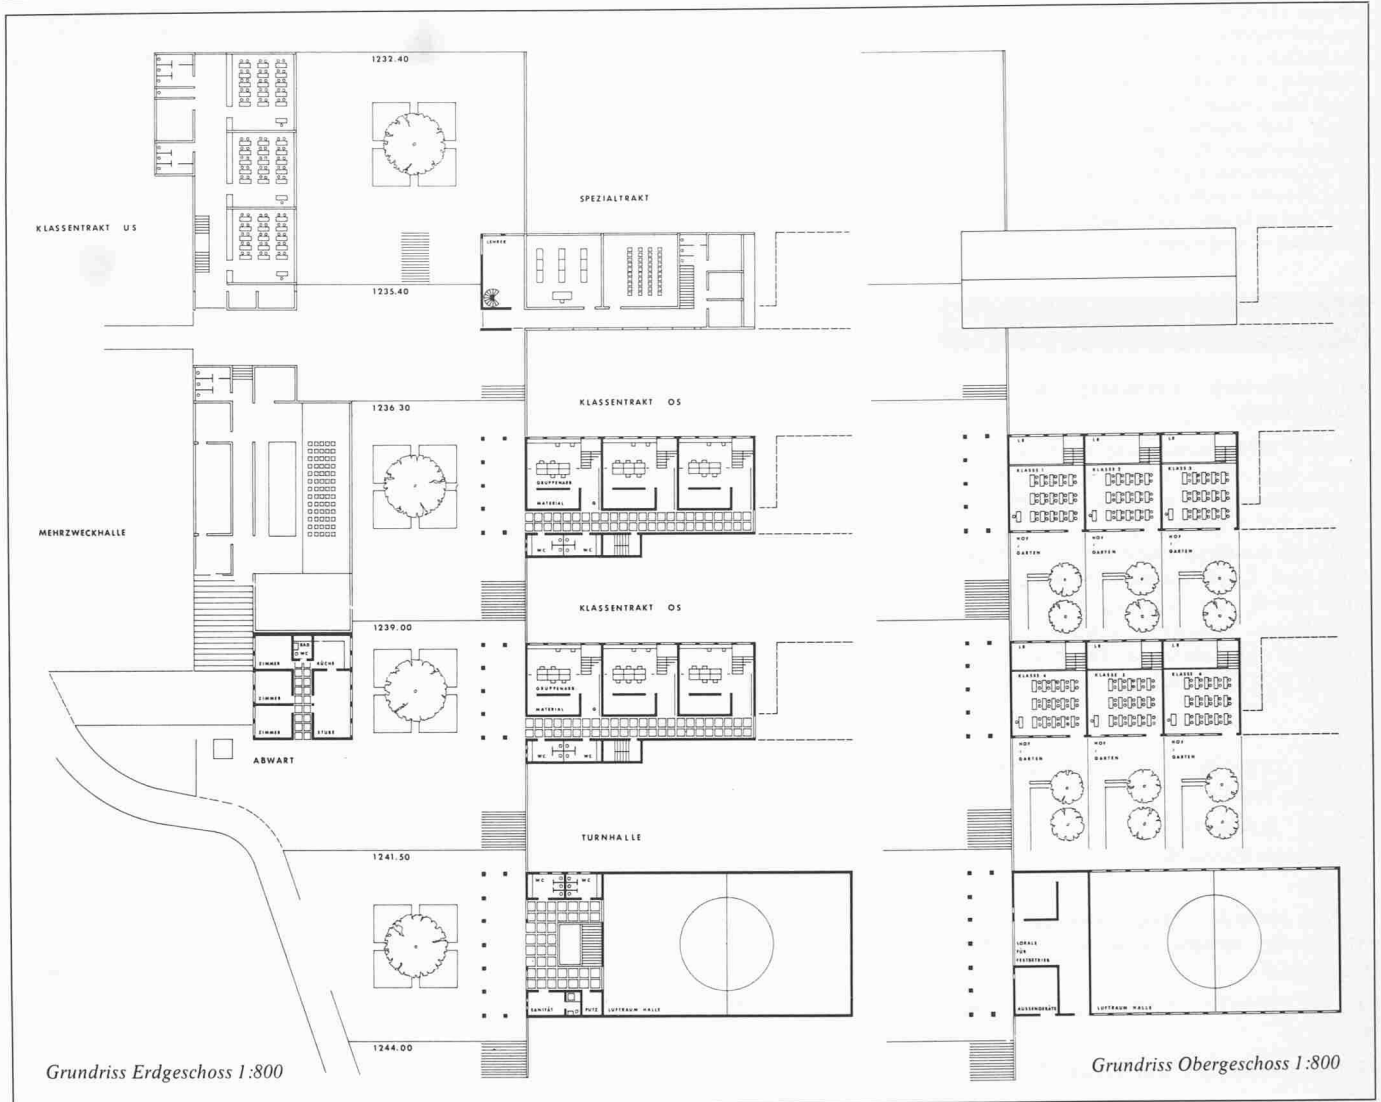 1232.40
SPEZIALTRAKT
KLASSENTRAKT US
LEHRER
1235.40
1236 30
KLASSENTRAKT OS
GRUPPENARB.
MATERIAL
WC WC
LR LR LR
KLASSE 1 KLASSE 2 KLASSE 3
HOF / GARTEN HOF / GARTEN HOF / GARTEN
MEHRZWECKHALLE
KLASSENTRAKT OS
1239.00
BAD
WC
ZIMMER KÜCHE
ZIMMER
ZIMMER STUBE
ABWART
GRUPPENARB.
MATERIAL
WC WC
LR LR LR
KLASSE 4 KLASSE 5 KLASSE 6
HOF / GARTEN HOF / GARTEN HOF / GARTEN
TURNHALLE
1241.50
WC WC
SANITÄT PUTZ LUFTRAUM HALLE
LOKALE
FÜR
FESTBETRIEB
AUSSENGERÄTE LUFTRAUM HALLE
1244.00
Grundriss Erdgeschoss 1:800
Grundriss Obergeschoss 1:800